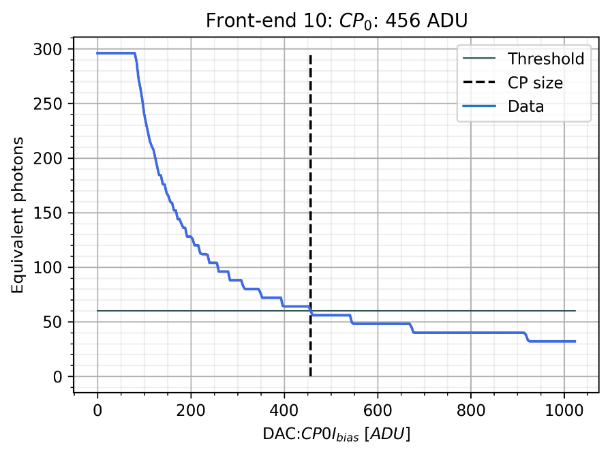 Front-end 10: CP₀: 456 ADU
Threshold
CP size
Data
Equivalent photons
300
250
200
150
100
50
0
0 200 400 600 800 1000
DAC:CP0I_bias [ADU]